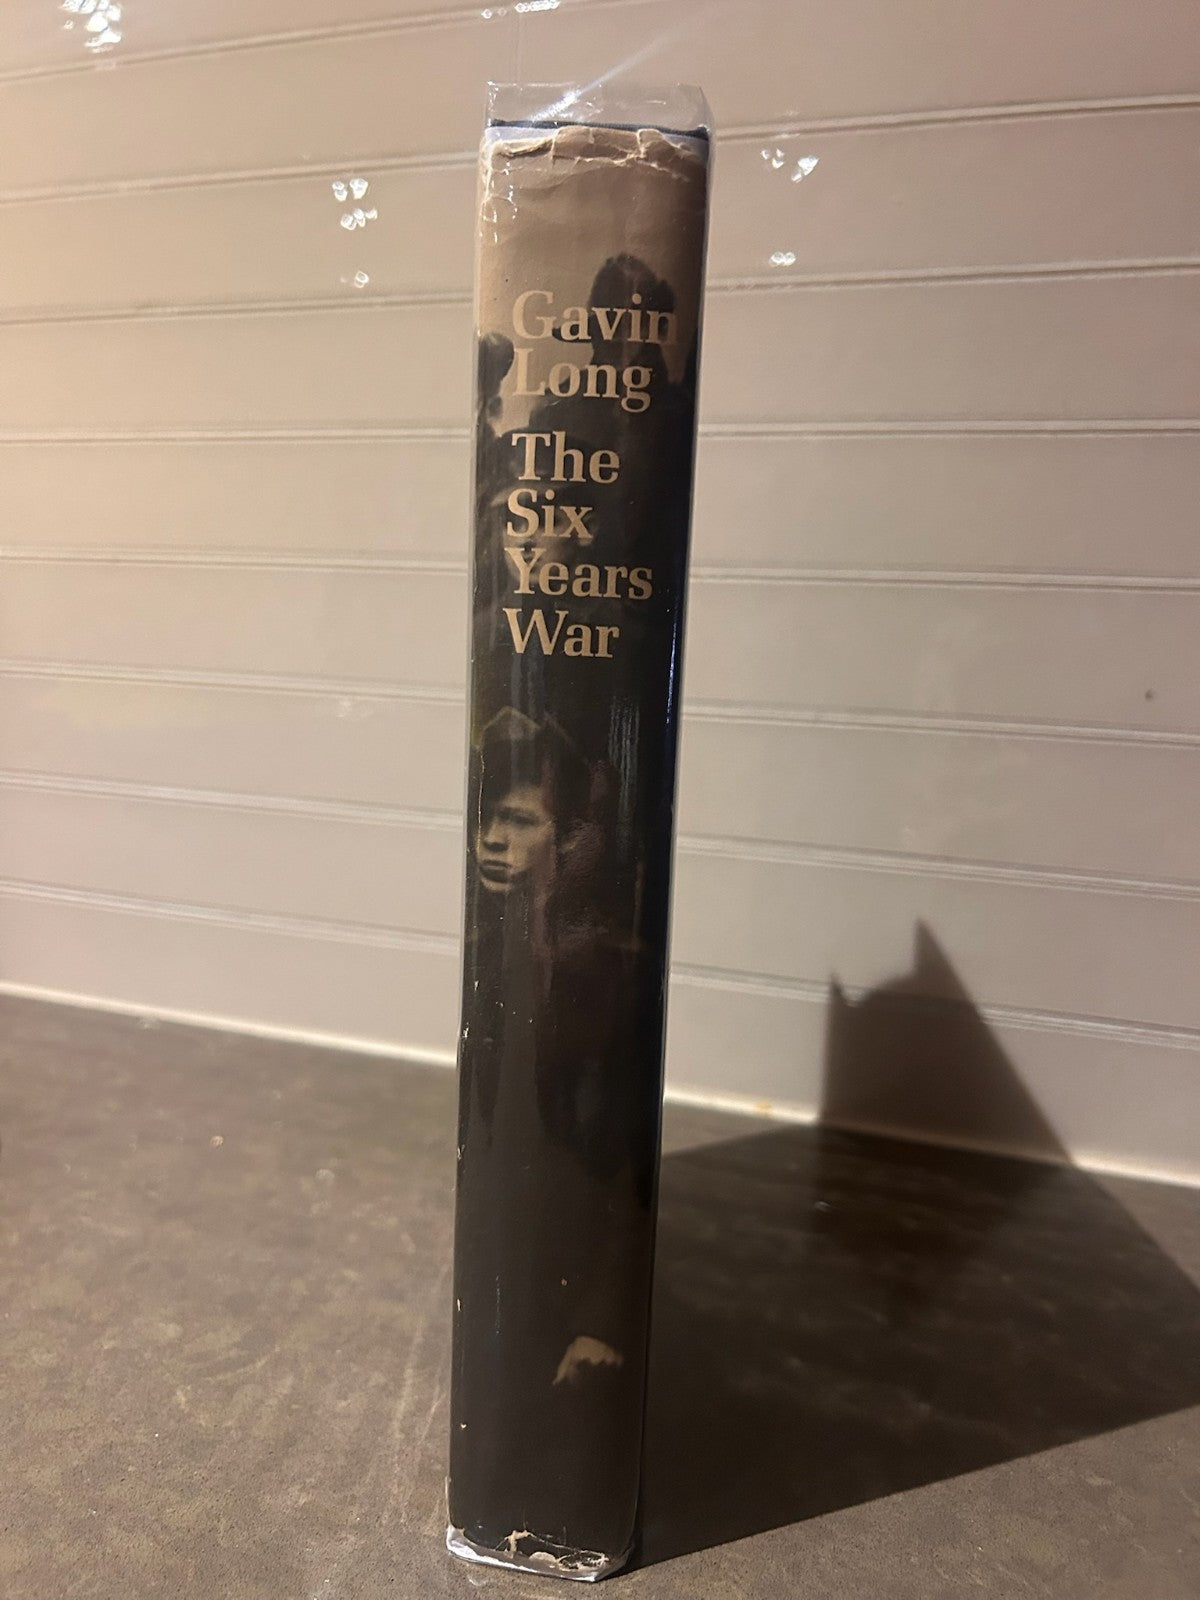 Gavin
Long
The
Six
Years
War